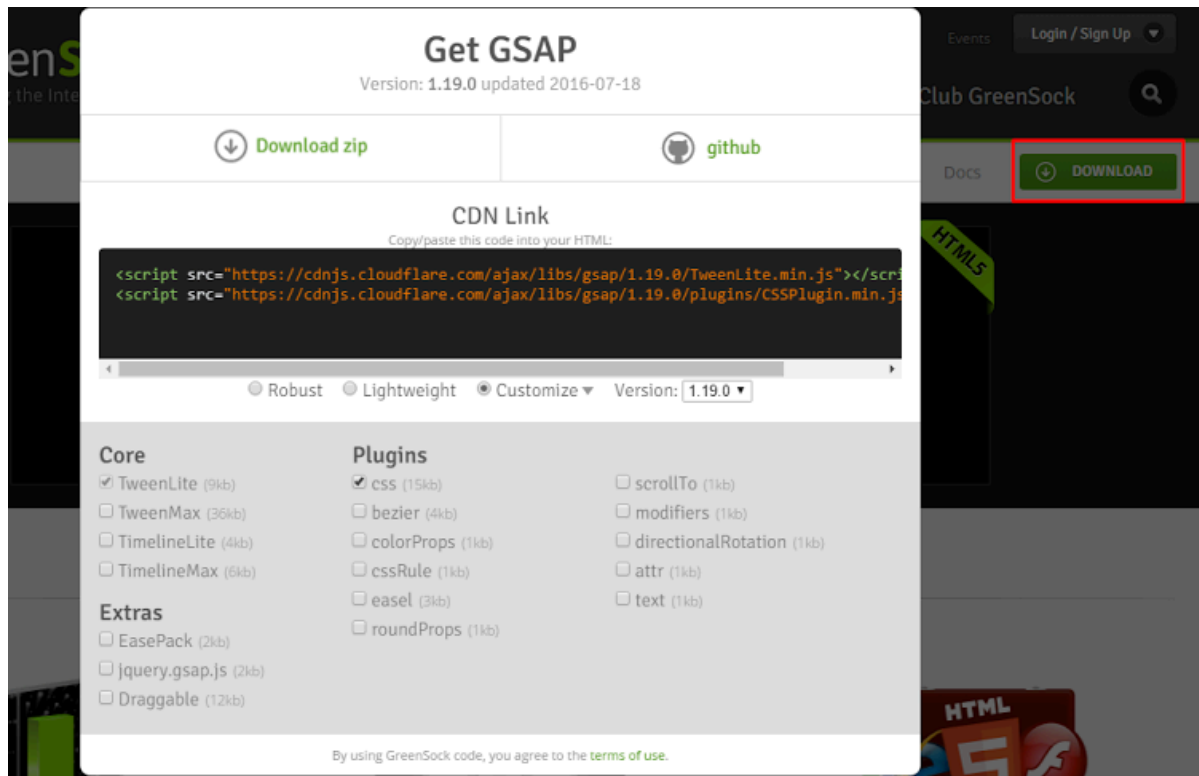 Get GSAP
Version: 1.19.0 updated 2016-07-18
Events
Login / Sign Up
enS
the Inte
Club GreenSock
Download zip
github
Docs
DOWNLOAD
CDN Link
Copy/paste this code into your HTML:
HTML5
<script src="https://cdnjs.cloudflare.com/ajax/libs/gsap/1.19.0/TweenLite.min.js"></scri
<script src="https://cdnjs.cloudflare.com/ajax/libs/gsap/1.19.0/plugins/CSSPlugin.min.js
Robust Lightweight Customize Version: 1.19.0
Core
TweenLite (9kb)
TweenMax (36kb)
TimelineLite (4kb)
TimelineMax (6kb)
Extras
EasePack (2kb)
jquery.gsap.js (2kb)
Draggable (12kb)
Plugins
css (15kb)
bezier (4kb)
colorProps (1kb)
cssRule (1kb)
easel (3kb)
roundProps (1kb)
scrollTo (1kb)
modifiers (1kb)
directionalRotation (1kb)
attr (1kb)
text (1kb)
HTML
By using GreenSock code, you agree to the terms of use.